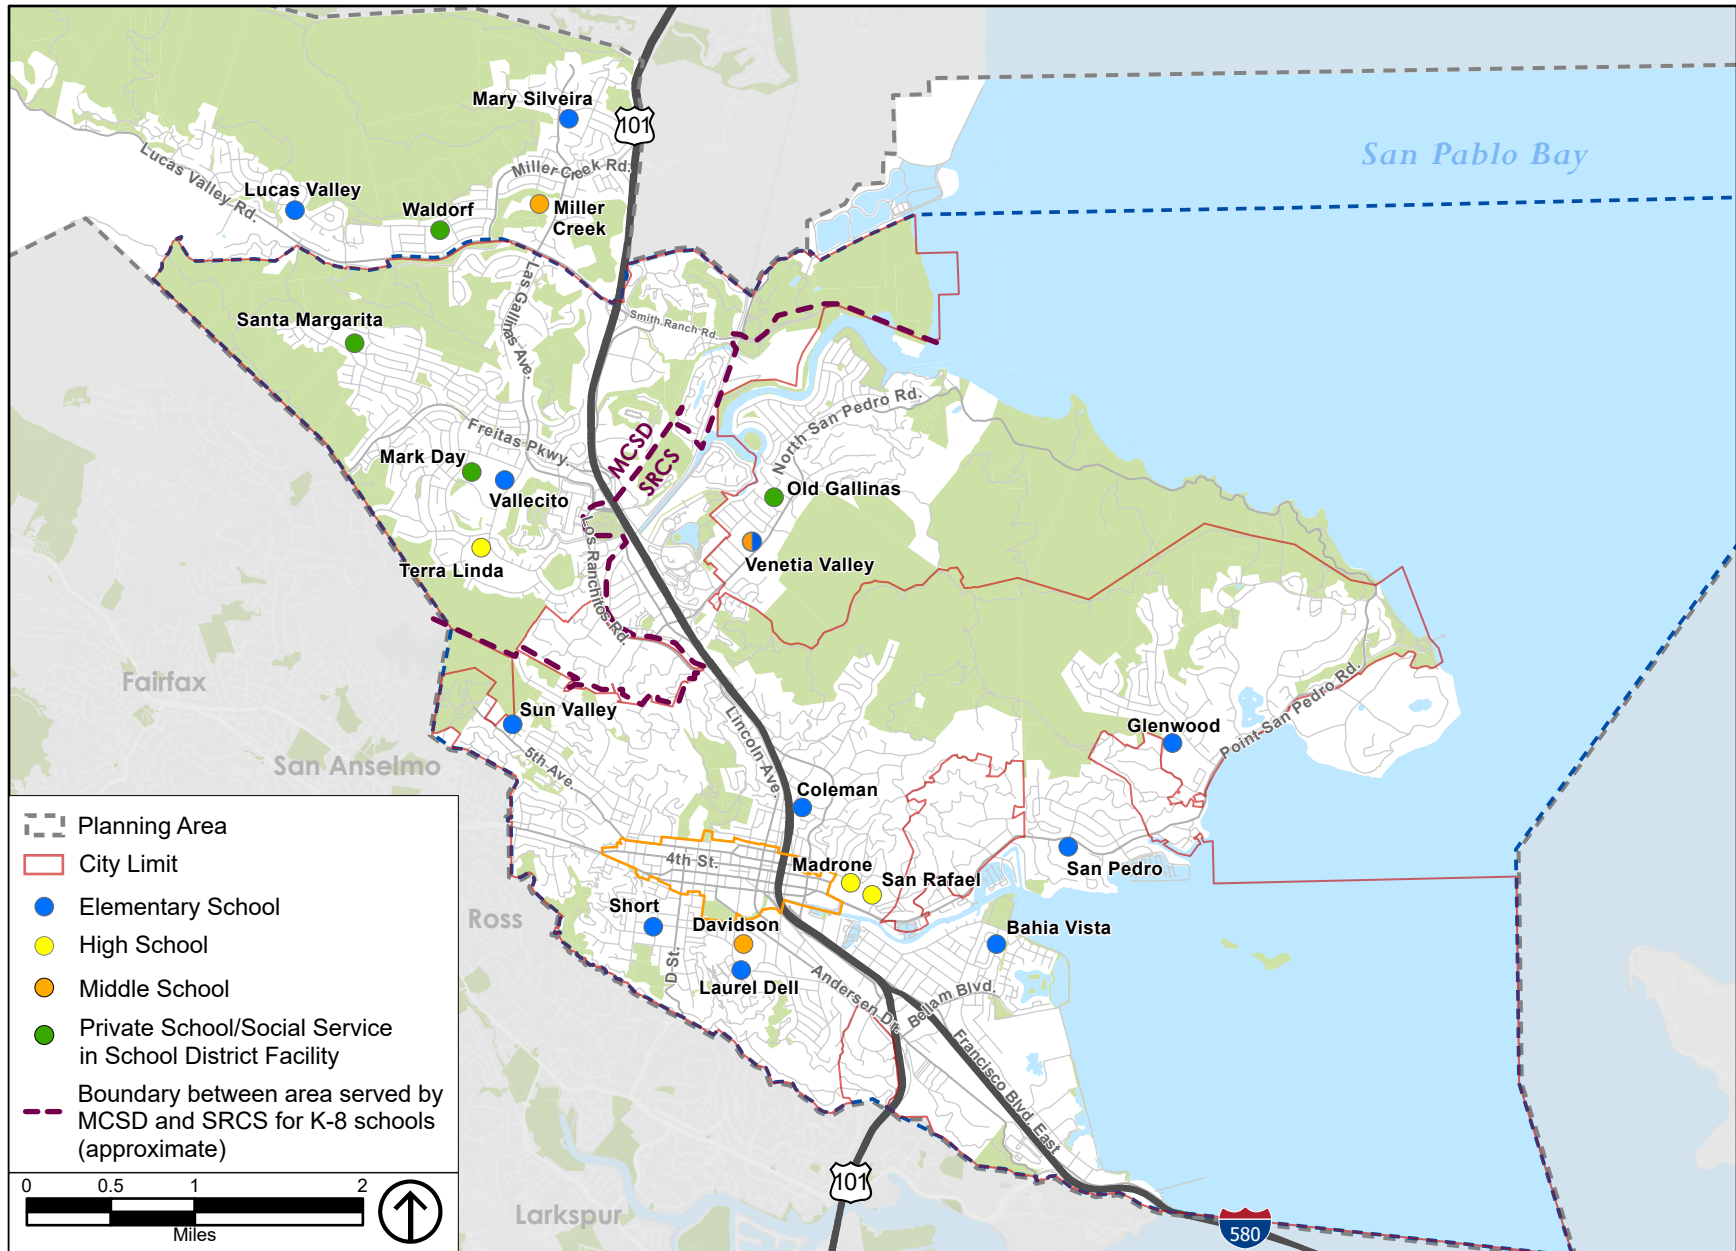 Mary Silveira
101
San Pablo Bay
Miller Creek Rd.
Lucas Valley Rd.
Lucas Valley
Waldorf
Miller
Creek
Las Gallinas Ave.
Santa Margarita
Smith Ranch Rd.
North San Pedro Rd.
Freitas Pkwy.
MCSD
SRCS
Mark Day
Vallecito
Old Gallinas
Los Ranchitos Rd.
Venetia Valley
Terra Linda
Fairfax
Sun Valley
Lincoln Ave.
Glenwood
Point San Pedro Rd.
San Anselmo
5th Ave.
Coleman
4th St.
Madrone
San Rafael
San Pedro
Ross
Short
Davidson
Bahia Vista
D St.
Laurel Dell
Andersen Dr.
Bellam Blvd.
Francisco Blvd. East
101
Larkspur
580
Planning Area
City Limit
Elementary School
High School
Middle School
Private School/Social Service
in School District Facility
Boundary between area served by
MCSD and SRCS for K-8 schools
(approximate)
0 0.5 1 2
Miles